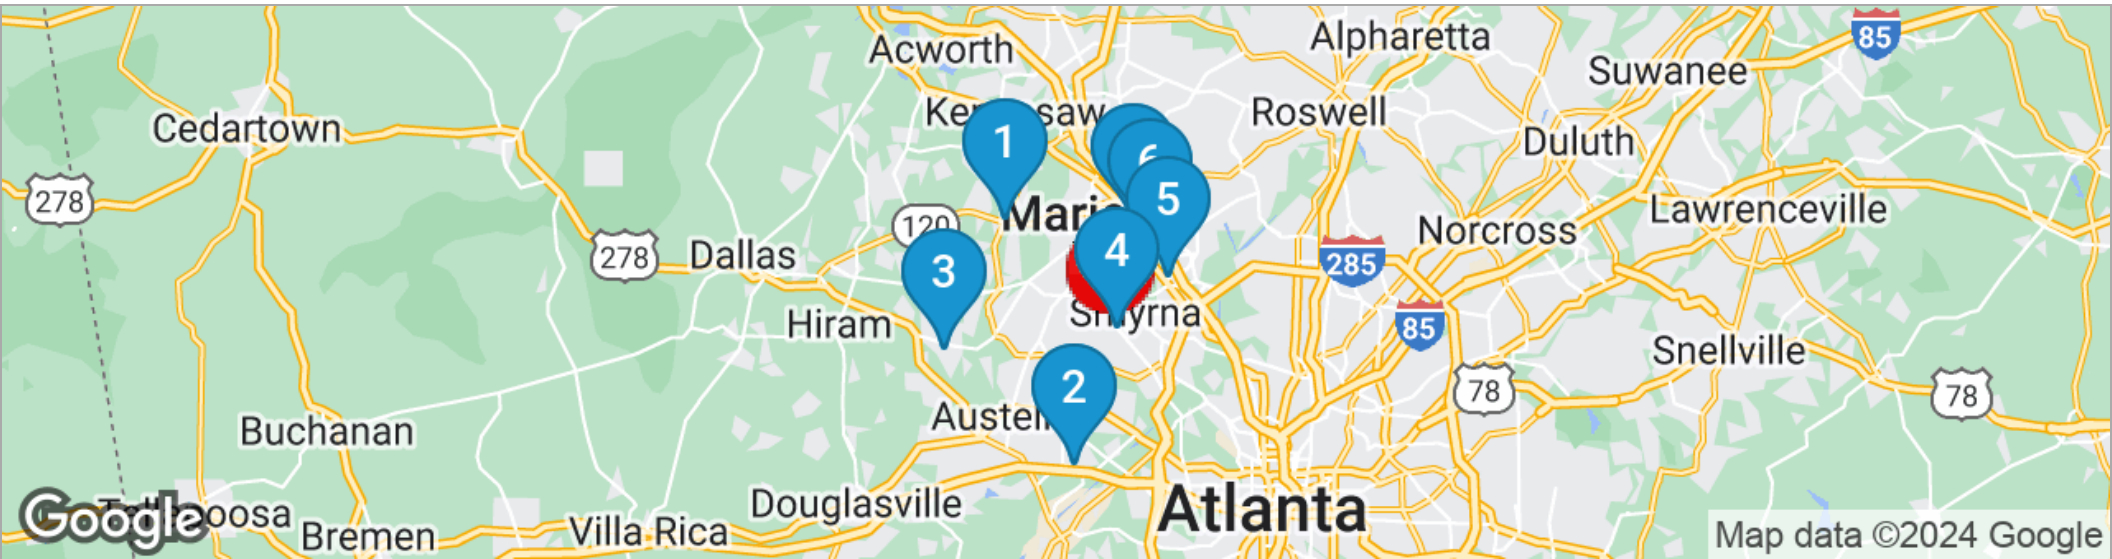 Acworth
Alpharetta
85
Suwanee
Cedartown
1
Roswell
6
Duluth
278
120
5
Lawrenceville
Norcross
278
Dallas
3
4
285
Hiram
Smyrna
85
Snellville
2
78
78
Buchanan
Douglasville
Atlanta
Google
Bremen
Villa Rica
Map data ©2024 Google